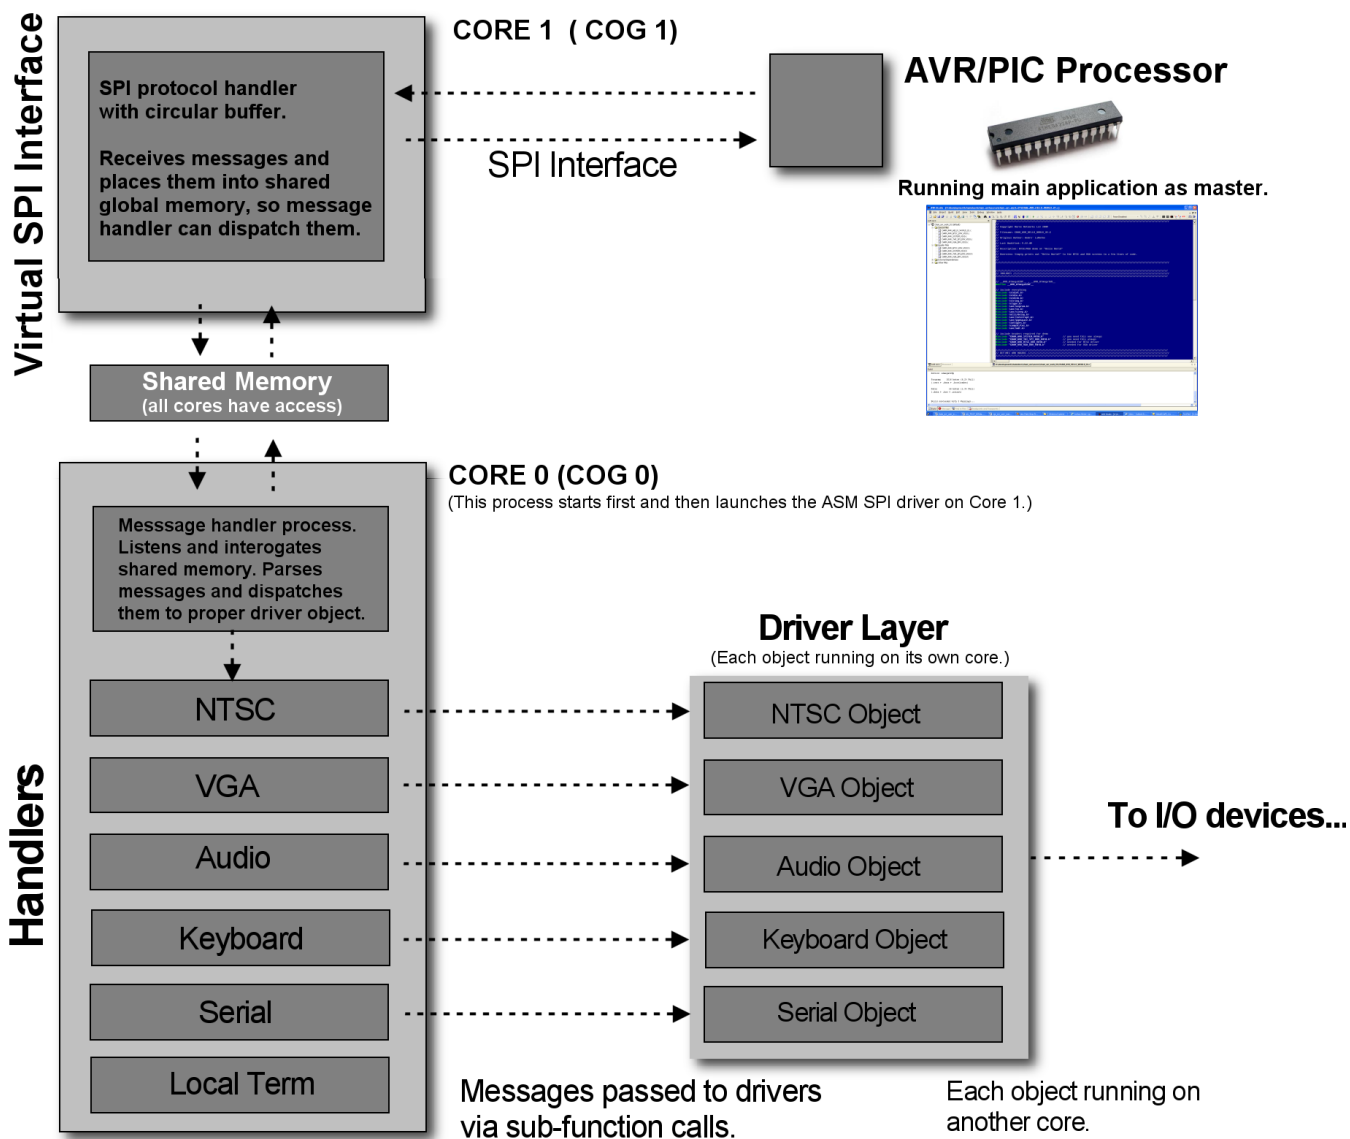 Virtual SPI Interface
CORE 1 ( COG 1)
SPI protocol handler
with circular buffer.
Receives messages and
places them into shared
global memory, so message
handler can dispatch them.
SPI Interface
AVR/PIC Processor
Running main application as master.
Shared Memory
(all cores have access)
CORE 0 (COG 0)
(This process starts first and then launches the ASM SPI driver on Core 1.)
Messsage handler process.
Listens and interogates
shared memory. Parses
messages and dispatches
them to proper driver object.
Handlers
NTSC
VGA
Audio
Keyboard
Serial
Local Term
Driver Layer
(Each object running on its own core.)
NTSC Object
VGA Object
Audio Object
Keyboard Object
Serial Object
To I/O devices...
Messages passed to drivers
via sub-function calls.
Each object running on
another core.